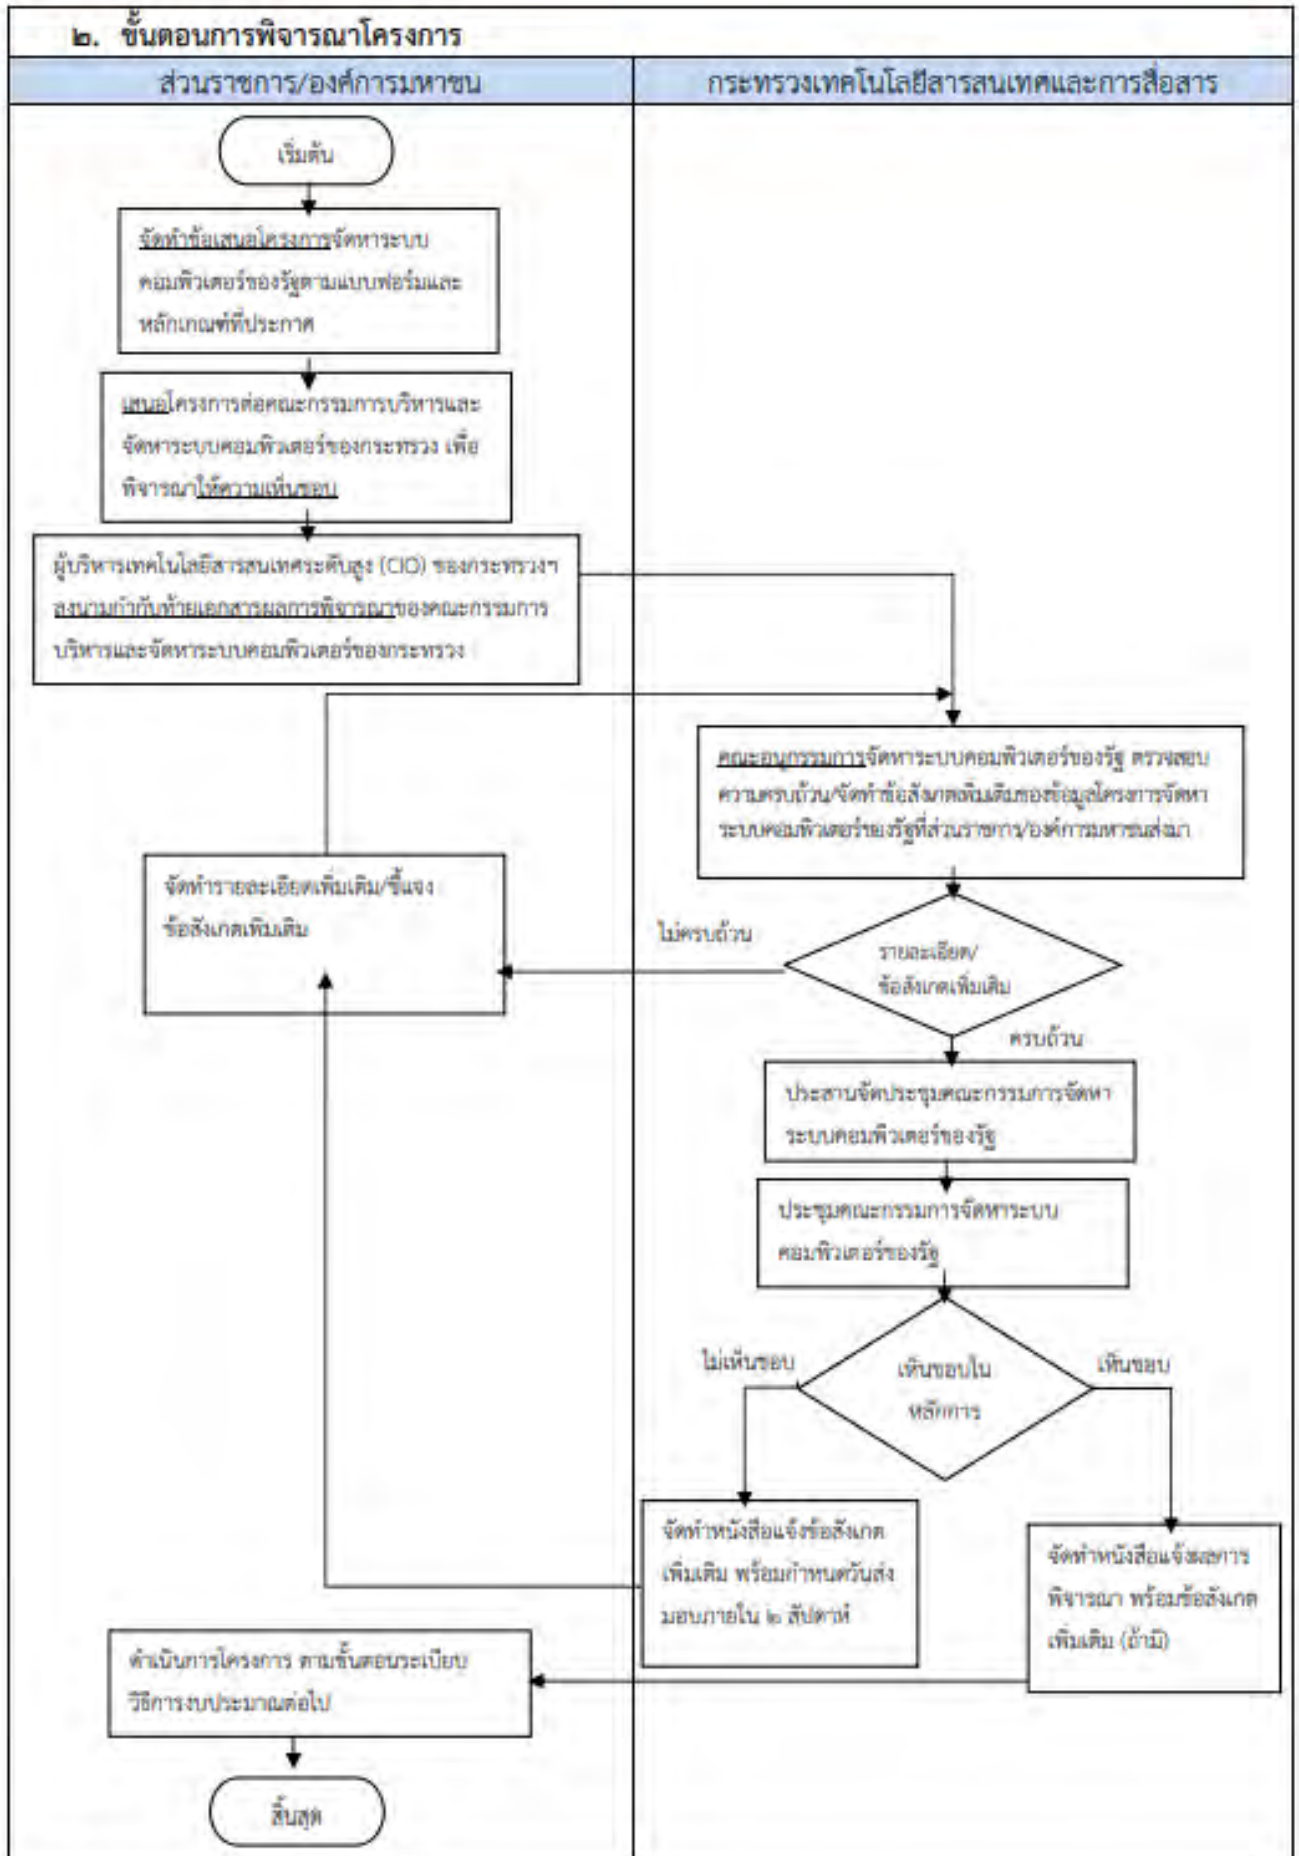 ๒. ขั้นตอนการพิจารณาโครงการ
ส่วนราชการ/องค์การมหาชน
กระทรวงเทคโนโลยีสารสนเทศและการสื่อสาร
เริ่มต้น
จัดทำข้อเสนอโครงการจัดหาระบบ
คอมพิวเตอร์ของรัฐตามแบบฟอร์มและ
หลักเกณฑ์ที่ประกาศ
เสนอโครงการต่อคณะกรรมการบริหารและ
จัดหาระบบคอมพิวเตอร์ของกระทรวง เพื่อ
พิจารณาให้ความเห็นชอบ
ผู้บริหารเทคโนโลยีสารสนเทศระดับสูง (CIO) ของกระทรวงฯ
ลงนามกำกับท้ายเอกสารผลการพิจารณาของคณะกรรมการ
บริหารและจัดหาระบบคอมพิวเตอร์ของกระทรวง
คณะอนุกรรมการจัดหาระบบคอมพิวเตอร์ของรัฐ ตรวจสอบ
ความครบถ้วน/จัดทำข้อสังเกตเพิ่มเติมของข้อมูลโครงการจัดหา
ระบบคอมพิวเตอร์ของรัฐที่ส่วนราชการ/องค์การมหาชนส่งมา
จัดทำรายละเอียดเพิ่มเติม/ชี้แจง
ข้อสังเกตเพิ่มเติม
ไม่ครบถ้วน
รายละเอียด/
ข้อสังเกตเพิ่มเติม
ครบถ้วน
ประสานจัดประชุมคณะกรรมการจัดหา
ระบบคอมพิวเตอร์ของรัฐ
ประชุมคณะกรรมการจัดหาระบบ
คอมพิวเตอร์ของรัฐ
ไม่เห็นชอบ
เห็นชอบใน
หลักการ
เห็นชอบ
จัดทำหนังสือแจ้งข้อสังเกต
เพิ่มเติม พร้อมกำหนดวันส่ง
มอบภายใน ๒ สัปดาห์
จัดทำหนังสือแจ้งผลการ
พิจารณา พร้อมข้อสังเกต
เพิ่มเติม (ถ้ามี)
ดำเนินการโครงการ ตามขั้นตอนระเบียบ
วิธีการงบประมาณต่อไป
สิ้นสุด